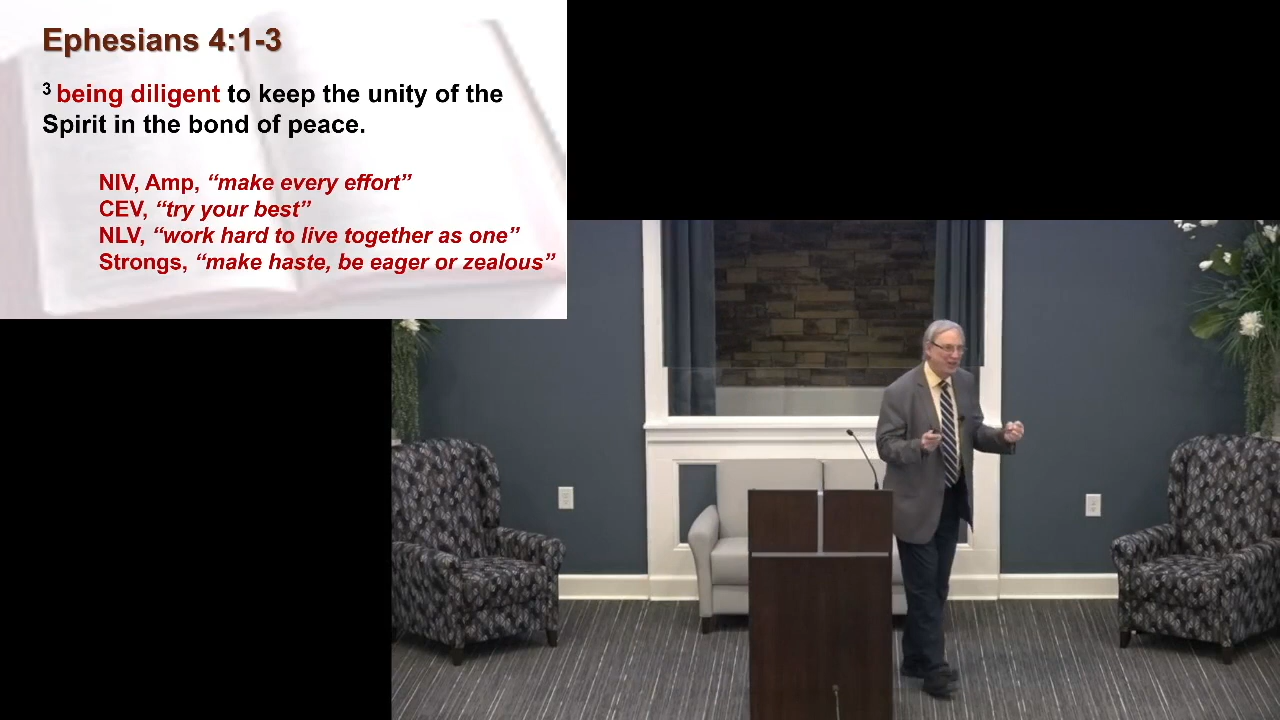 Ephesians 4:1-3
3 being diligent to keep the unity of the
Spirit in the bond of peace.
NIV, Amp, “make every effort”
CEV, “try your best”
NLV, “work hard to live together as one”
Strongs, “make haste, be eager or zealous”